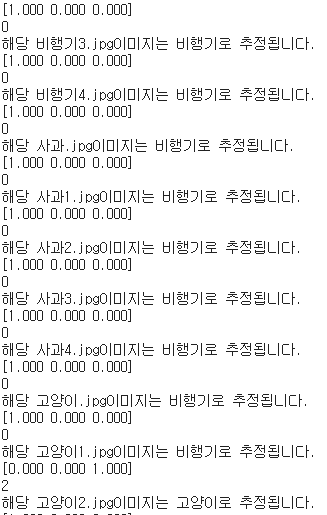 [1.000 0.000 0.000]
0
해당 비행기3.jpg이미지는 비행기로 추정됩니다.
[1.000 0.000 0.000]
0
해당 비행기4.jpg이미지는 비행기로 추정됩니다.
[1.000 0.000 0.000]
0
해당 사과.jpg이미지는 비행기로 추정됩니다.
[1.000 0.000 0.000]
0
해당 사과1.jpg이미지는 비행기로 추정됩니다.
[1.000 0.000 0.000]
0
해당 사과2.jpg이미지는 비행기로 추정됩니다.
[1.000 0.000 0.000]
0
해당 사과3.jpg이미지는 비행기로 추정됩니다.
[1.000 0.000 0.000]
0
해당 사과4.jpg이미지는 비행기로 추정됩니다.
[1.000 0.000 0.000]
0
해당 고양이.jpg이미지는 비행기로 추정됩니다.
[1.000 0.000 0.000]
0
해당 고양이1.jpg이미지는 비행기로 추정됩니다.
[0.000 0.000 1.000]
2
해당 고양이2.jpg이미지는 고양이로 추정됩니다.